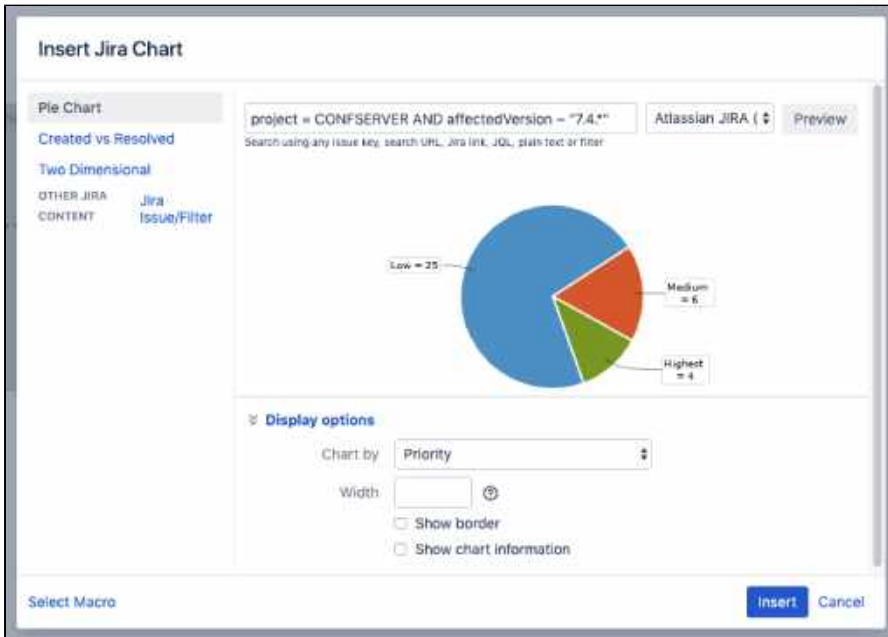 Insert Jira Chart
Pie Chart
Created vs Resolved
Two Dimensional
OTHER JIRA CONTENT
Jira Issue/Filter
project = CONFSERVER AND affectedVersion ~ "7.4.*"
Atlassian JIRA (
Preview
Search using any issue key, search URL, Jira link, JQL, plain text or filter
Low = 25
Medium
= 6
Highest
= 4
Display options
Chart by
Priority
Width
Show border
Show chart information
Select Macro
Insert
Cancel